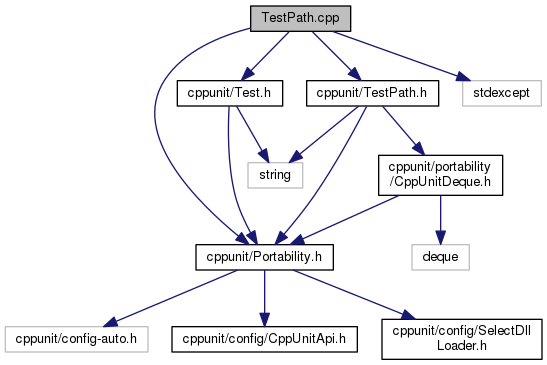 TestPath.cpp
cppunit/Test.h
cppunit/TestPath.h
stdexcept
string
cppunit/portability
/CppUnitDeque.h
cppunit/Portability.h
deque
cppunit/config-auto.h
cppunit/config/CppUnitApi.h
cppunit/config/SelectDll
Loader.h